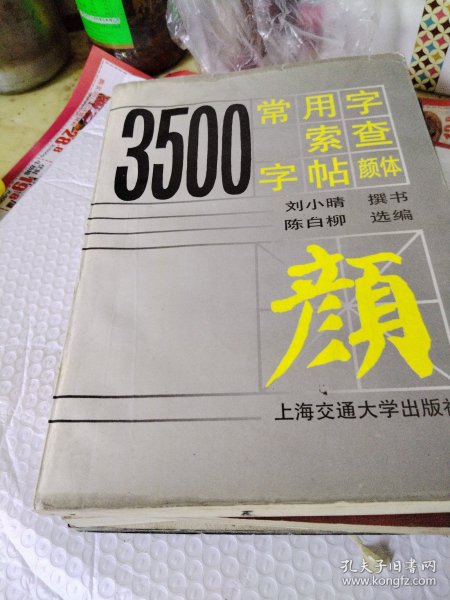 3500
常用字
索查
字帖 颜体
刘小晴 撰书
陈白柳 选编
顔
上海交通大学出版社
孔夫子旧书网
www.kongfz.com